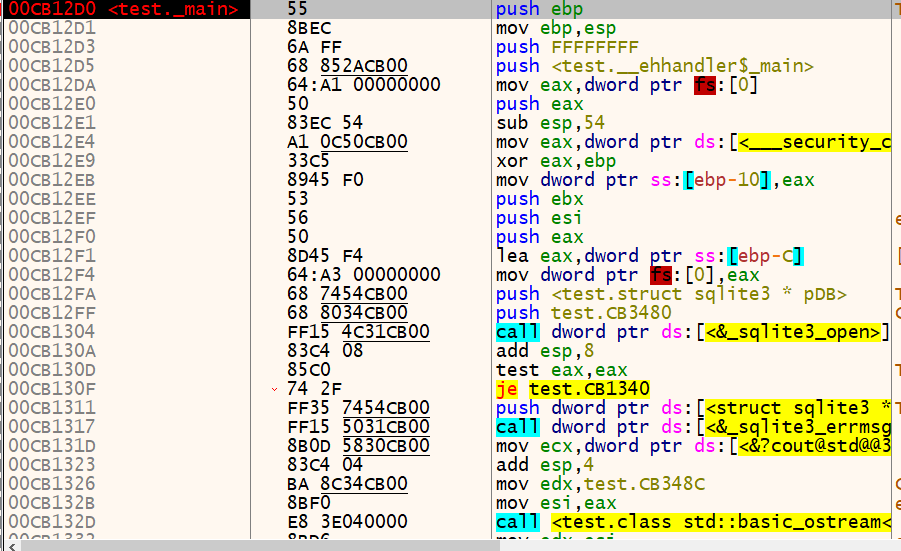 00CB12D0 <test._main> 55 push ebp
00CB12D1 8BEC mov ebp,esp
00CB12D3 6A FF push FFFFFFFF
00CB12D5 68 852ACB00 push <test.__ehhandler$_main>
00CB12DA 64:A1 00000000 mov eax,dword ptr fs:[0]
00CB12E0 50 push eax
00CB12E1 83EC 54 sub esp,54
00CB12E4 A1 0C50CB00 mov eax,dword ptr ds:[<___security_c
00CB12E9 33C5 xor eax,ebp
00CB12EB 8945 F0 mov dword ptr ss:[ebp-10],eax
00CB12EE 53 push ebx
00CB12EF 56 push esi
00CB12F0 50 push eax
00CB12F1 8D45 F4 lea eax,dword ptr ss:[ebp-C]
00CB12F4 64:A3 00000000 mov dword ptr fs:[0],eax
00CB12FA 68 7454CB00 push <test.struct sqlite3 * pDB>
00CB12FF 68 8034CB00 push test.CB3480
00CB1304 FF15 4C31CB00 call dword ptr ds:[<&_sqlite3_open>]
00CB130A 83C4 08 add esp,8
00CB130D 85C0 test eax,eax
00CB130F 74 2F je test.CB1340
00CB1311 FF35 7454CB00 push dword ptr ds:[<struct sqlite3 *
00CB1317 FF15 5031CB00 call dword ptr ds:[<&_sqlite3_errmsg
00CB131D 8B0D 5830CB00 mov ecx,dword ptr ds:[<&?cout@std@@3
00CB1323 83C4 04 add esp,4
00CB1326 BA 8C34CB00 mov edx,test.CB348C
00CB132B 8BF0 mov esi,eax
00CB132D E8 3E040000 call <test.class std::basic_ostream<